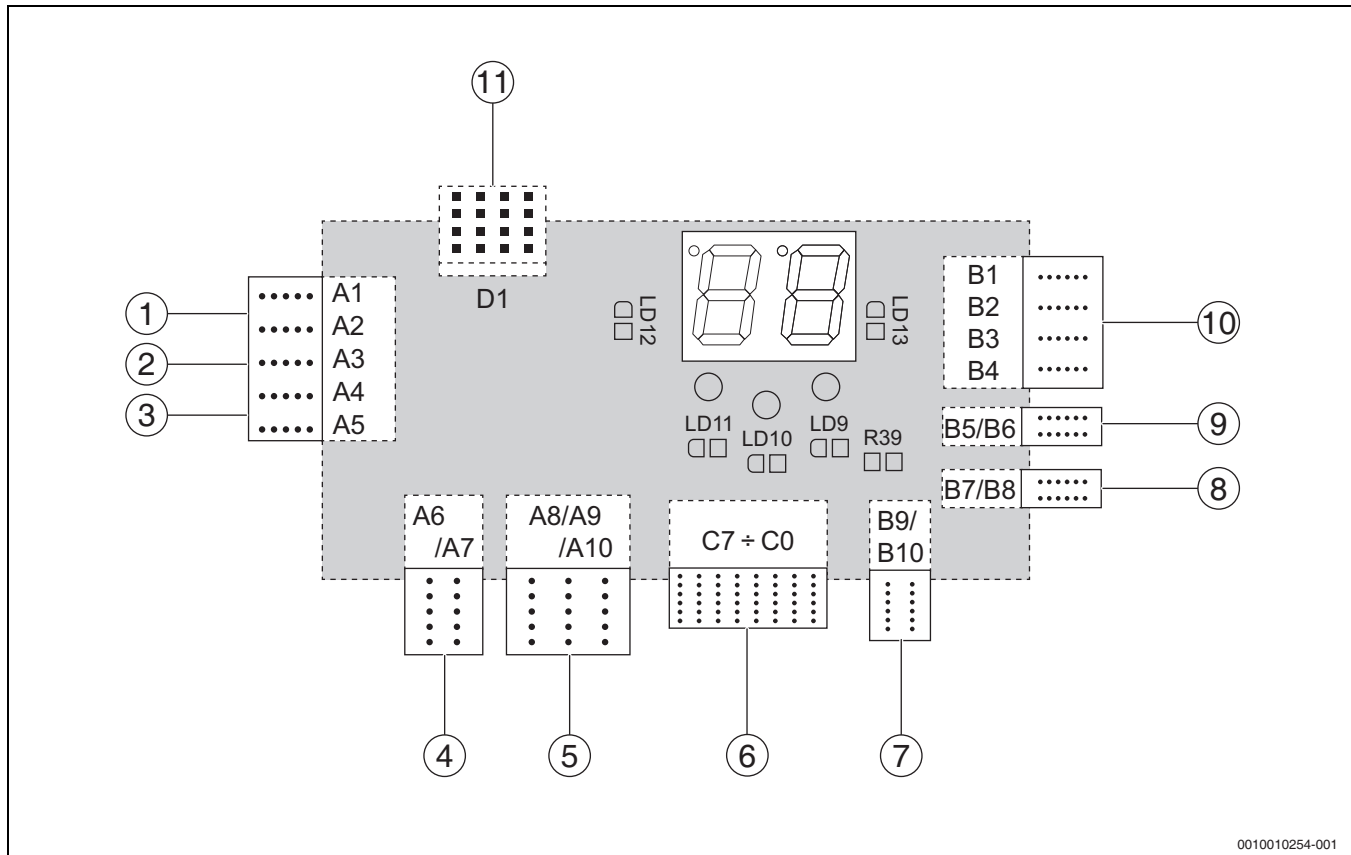 11
D1
LD12
LD13
A1
A2
A3
A4
A5
1
2
3
B1
B2
B3
B4
10
B5/B6
9
B7/B8
8
LD11
LD10
LD9
R39
A6
/A7
A8/A9
/A10
C7 ÷ C0
B9/
B10
4
5
6
7
0010010254-001